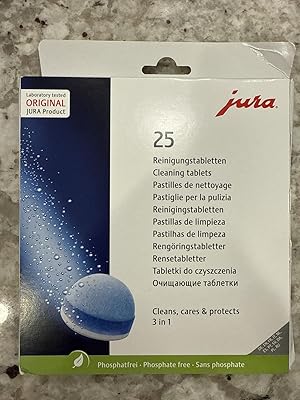 Laboratory tested
ORIGINAL
JURA Product
jura
25
Reinigungstabletten
Cleaning tablets
Pastilles de nettoyage
Pastiglie per la pulizia
Reinigingstabletten
Pastillas de limpieza
Pastilhas de limpeza
Rengöringstabletter
Rensetabletter
Tabletki do czyszczenia
Очищающие таблетки
Cleans, cares & protects
3 in 1
Phosphatfrei · Phosphate free · Sans phosphate